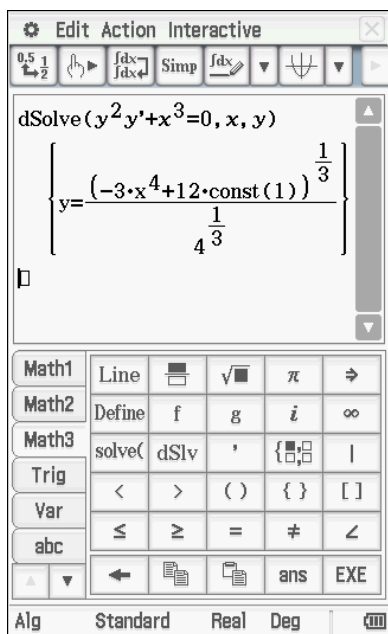 Edit Action Interactive
0.5 1 2 ∫dx ∫dx Simp ∫dx
dSolve(y²y'+x³=0,x,y)
{y=(-3·x⁴+12·const(1))^(1/3)/4^(1/3)}
Math1 Line √■ π ⇒
Math2 Define f g i ∞
Math3 solve( dSlv ' {■;□ |
Trig < > () { } [ ]
Var ≤ ≥ = ≠ ∠
abc
← ans EXE
Alg Standard Real Deg